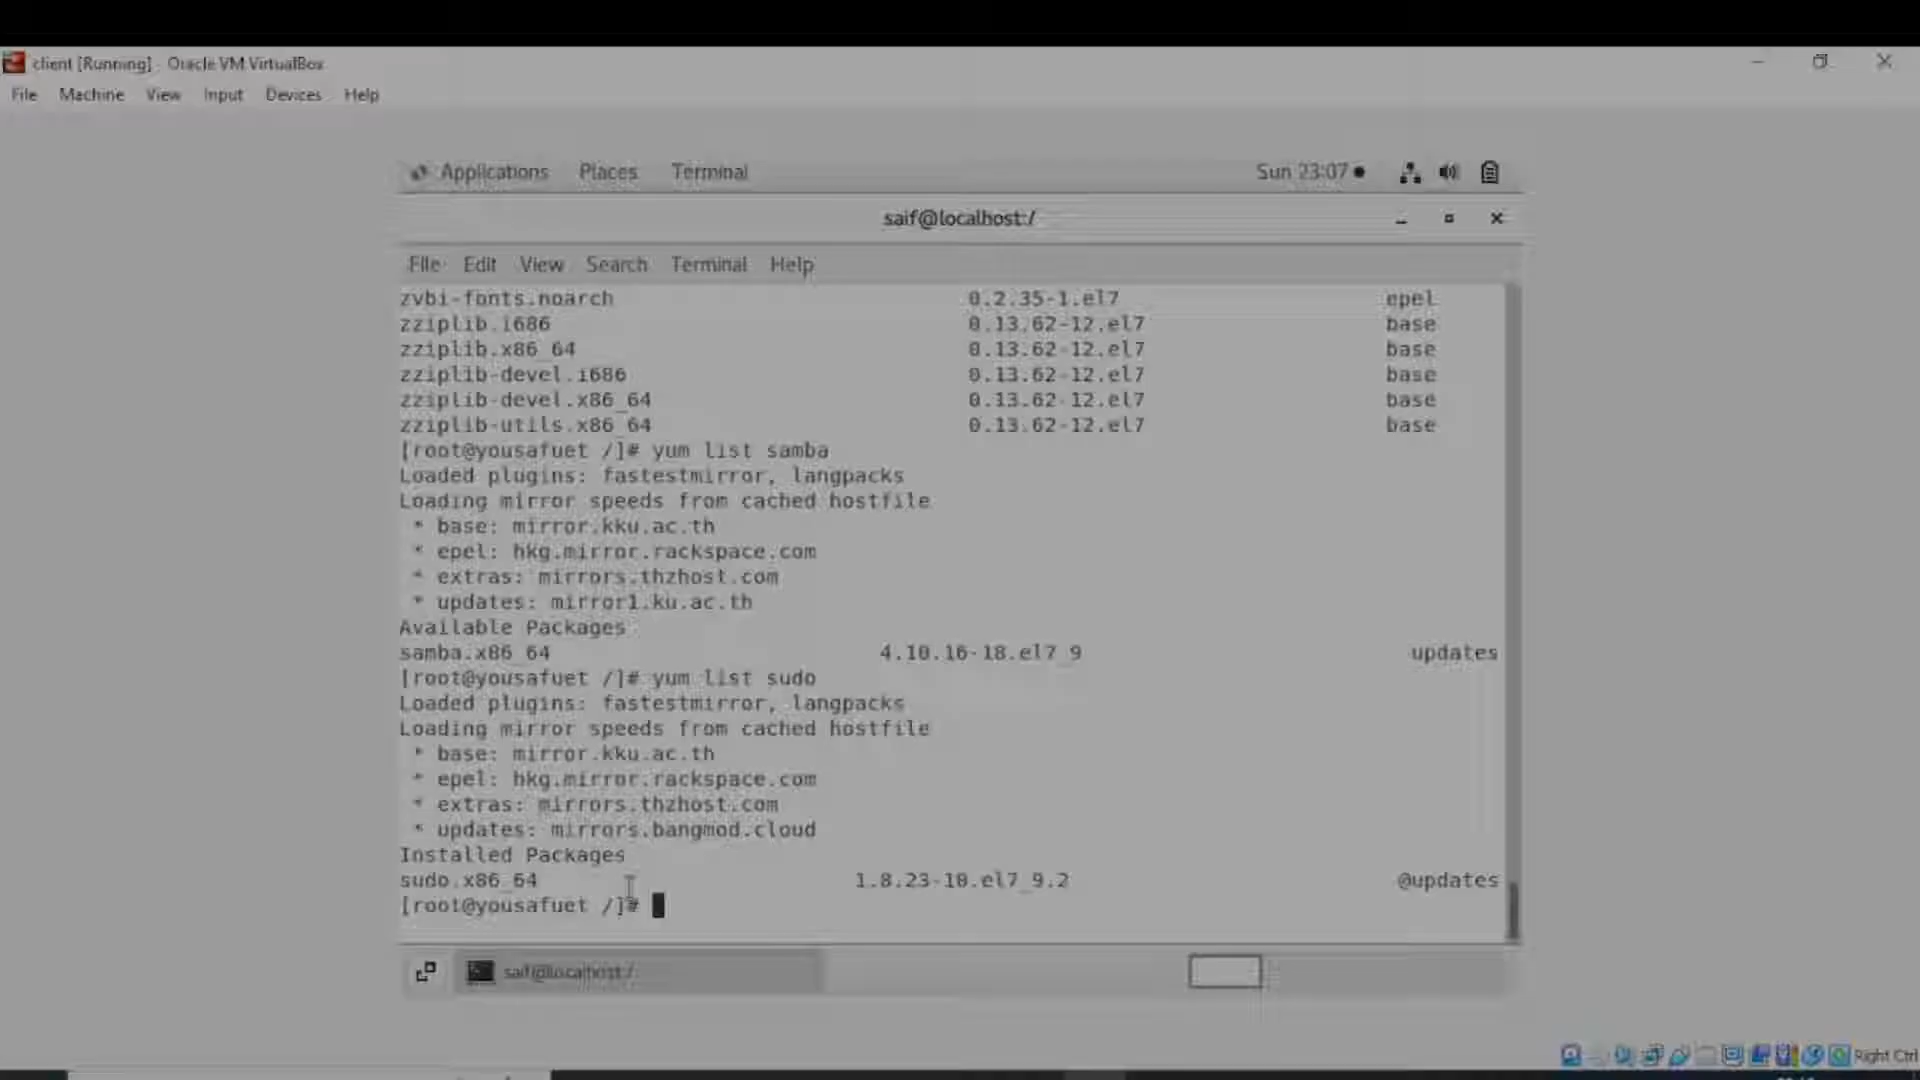 client [Running] - Oracle VM VirtualBox
File Machine View Input Devices Help
Applications Places Terminal Sun 23:07
saif@localhost:/
File Edit View Search Terminal Help
zvbi-fonts.noarch 0.2.35-1.el7 epel
zziplib.i686 0.13.62-12.el7 base
zziplib.x86_64 0.13.62-12.el7 base
zziplib-devel.i686 0.13.62-12.el7 base
zziplib-devel.x86_64 0.13.62-12.el7 base
zziplib-utils.x86_64 0.13.62-12.el7 base
[root@yousafuet /]# yum list samba
Loaded plugins: fastestmirror, langpacks
Loading mirror speeds from cached hostfile
* base: mirror.kku.ac.th
* epel: hkg.mirror.rackspace.com
* extras: mirrors.thzhost.com
* updates: mirror1.ku.ac.th
Available Packages
samba.x86_64 4.10.16-18.el7_9 updates
[root@yousafuet /]# yum list sudo
Loaded plugins: fastestmirror, langpacks
Loading mirror speeds from cached hostfile
* base: mirror.kku.ac.th
* epel: hkg.mirror.rackspace.com
* extras: mirrors.thzhost.com
* updates: mirrors.bangmod.cloud
Installed Packages
sudo.x86_64 1.8.23-10.el7_9.2 @updates
[root@yousafuet /]#
saif@localhost:/
Right Ctrl